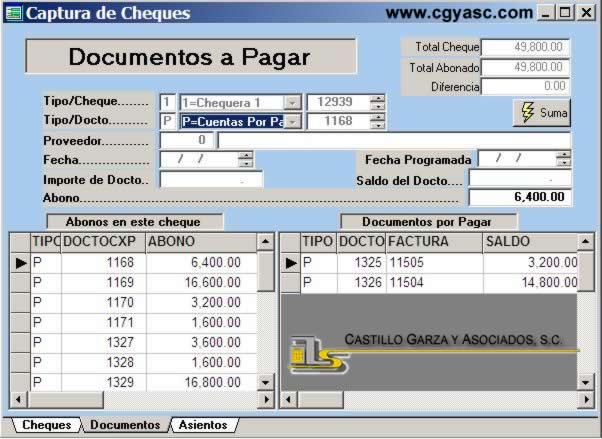 Captura de Cheques www.cgyasc.com
Documentos a Pagar
Total Cheque 49,800.00
Total Abonado 49,800.00
Diferencia 0.00
Tipo/Cheque........ 1 1=Chequera 1 12939
Tipo/Docto.......... P P=Cuentas Por Pa 1168
Suma
Proveedor............. 0
Fecha.................. / / Fecha Programada / /
Importe de Docto.. . Saldo del Docto.... .
Abono. 6,400.00
Abonos en este cheque Documentos por Pagar
TIPO DOCTOCXP ABONO
P 1168 6,400.00
P 1169 16,600.00
P 1170 3,200.00
P 1171 1,600.00
P 1327 3,600.00
P 1328 1,600.00
P 1329 16,800.00
TIPO DOCTO FACTURA SALDO
P 1325 11505 3,200.00
P 1326 11504 14,800.00
CASTILLO GARZA Y ASOCIADOS, S.C.
Cheques Documentos Asientos